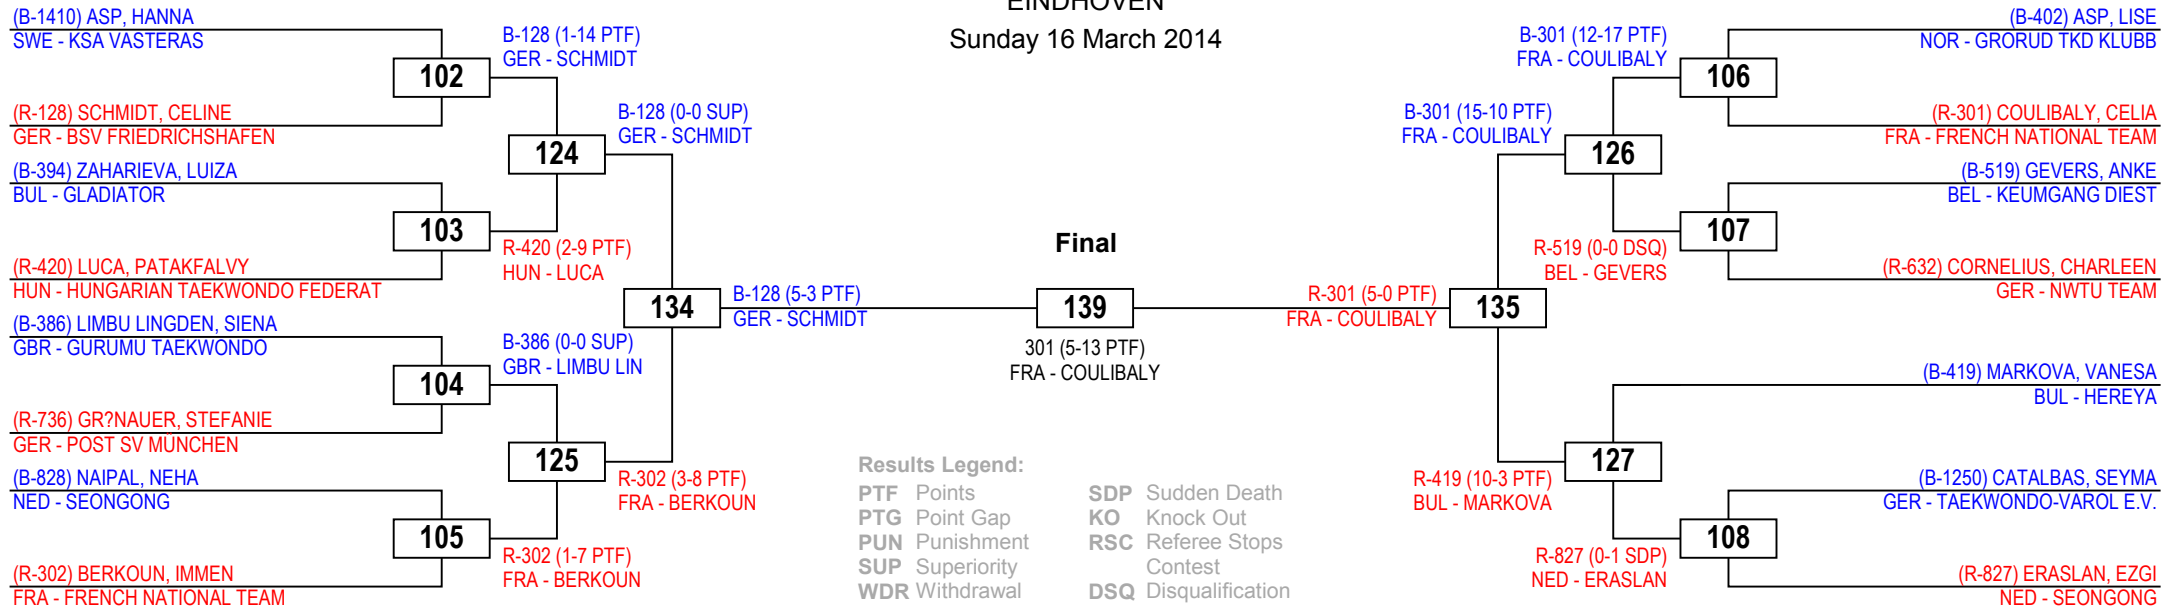 EINDHOVEN
Sunday 16 March 2014
(B-1410) ASP, HANNA
SWE - KSA VASTERAS
102
(R-128) SCHMIDT, CELINE
GER - BSV FRIEDRICHSHAFEN
B-128 (1-14 PTF)
GER - SCHMIDT
124
(B-394) ZAHARIEVA, LUIZA
BUL - GLADIATOR
103
(R-420) LUCA, PATAKFALVY
HUN - HUNGARIAN TAEKWONDO FEDERAT
R-420 (2-9 PTF)
HUN - LUCA
B-128 (0-0 SUP)
GER - SCHMIDT
134
(B-386) LIMBU LINGDEN, SIENA
GBR - GURUMU TAEKWONDO
104
(R-736) GR?NAUER, STEFANIE
GER - POST SV MÜNCHEN
B-386 (0-0 SUP)
GBR - LIMBU LIN
125
(B-828) NAIPAL, NEHA
NED - SEONGONG
105
(R-302) BERKOUN, IMMEN
FRA - FRENCH NATIONAL TEAM
R-302 (1-7 PTF)
FRA - BERKOUN
R-302 (3-8 PTF)
FRA - BERKOUN
B-128 (5-3 PTF)
GER - SCHMIDT
Final
139
301 (5-13 PTF)
FRA - COULIBALY
R-301 (5-0 PTF)
FRA - COULIBALY
135
B-301 (15-10 PTF)
FRA - COULIBALY
126
B-301 (12-17 PTF)
FRA - COULIBALY
106
(B-402) ASP, LISE
NOR - GRORUD TKD KLUBB
(R-301) COULIBALY, CELIA
FRA - FRENCH NATIONAL TEAM
(B-519) GEVERS, ANKE
BEL - KEUMGANG DIEST
107
R-519 (0-0 DSQ)
BEL - GEVERS
(R-632) CORNELIUS, CHARLEEN
GER - NWTU TEAM
(B-419) MARKOVA, VANESA
BUL - HEREYA
127
R-419 (10-3 PTF)
BUL - MARKOVA
(B-1250) CATALBAS, SEYMA
GER - TAEKWONDO-VAROL E.V.
108
R-827 (0-1 SDP)
NED - ERASLAN
(R-827) ERASLAN, EZGI
NED - SEONGONG
Results Legend:
PTF Points
PTG Point Gap
PUN Punishment
SUP Superiority
WDR Withdrawal
SDP Sudden Death
KO Knock Out
RSC Referee Stops
Contest
DSQ Disqualification